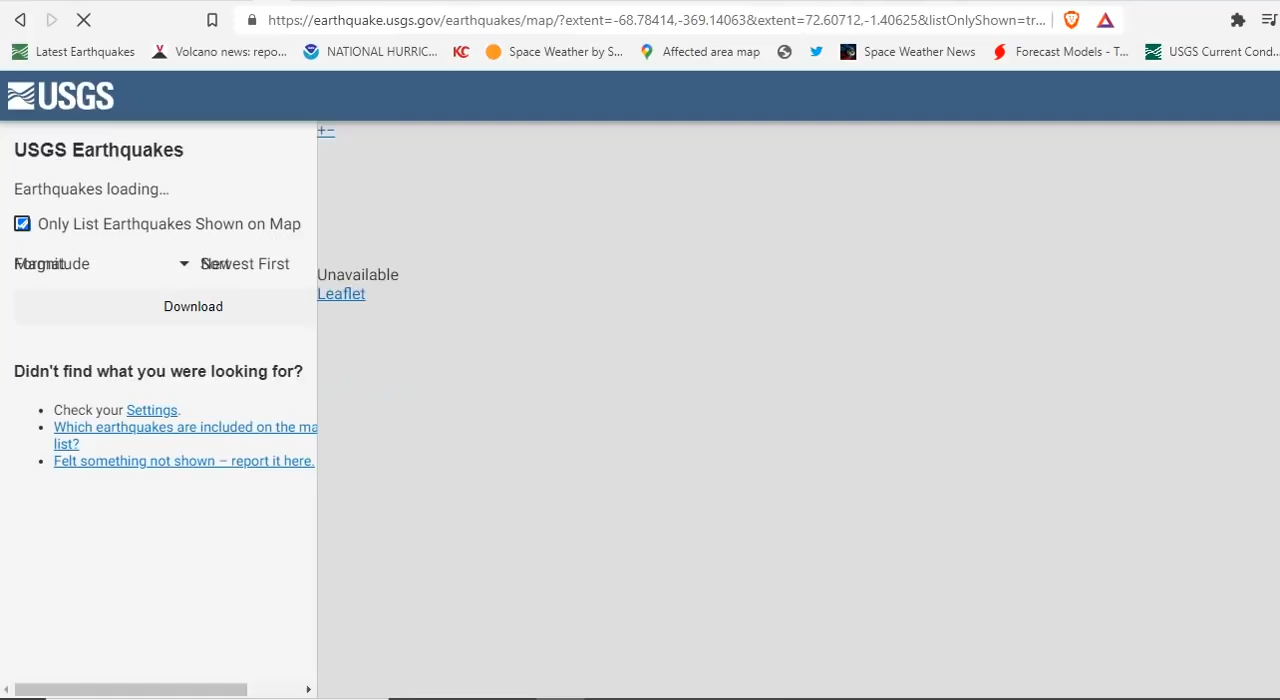 https://earthquake.usgs.gov/earthquakes/map/?extent=-68.78414,-369.14063&extent=72.60712,-1.40625&listOnlyShown=tr...
Latest Earthquakes Volcano news: repo... NATIONAL HURRIC... KC Space Weather by S... Affected area map Space Weather News Forecast Models - T... USGS Current Cond...
USGS
USGS Earthquakes
+−
Earthquakes loading...
Only List Earthquakes Shown on Map
Format Magnitude Sort Newest First
Unavailable
Leaflet
Download
Didn't find what you were looking for?
• Check your Settings.
• Which earthquakes are included on the ma
list?
• Felt something not shown – report it here.